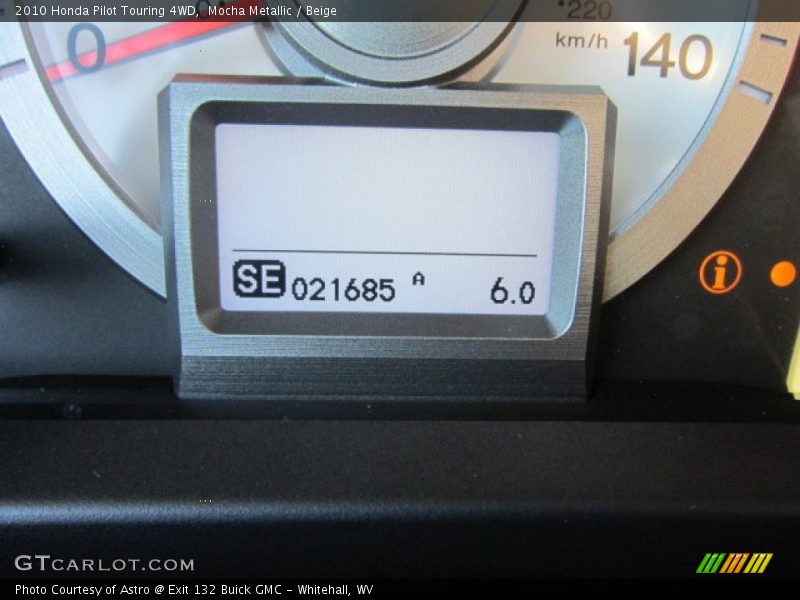 2010 Honda Pilot Touring 4WD, Mocha Metallic / Beige
0
220
km/h 140
SE 021685 A 6.0
i
GTCARLOT.COM
Photo Courtesy of Astro @ Exit 132 Buick GMC - Whitehall, WV